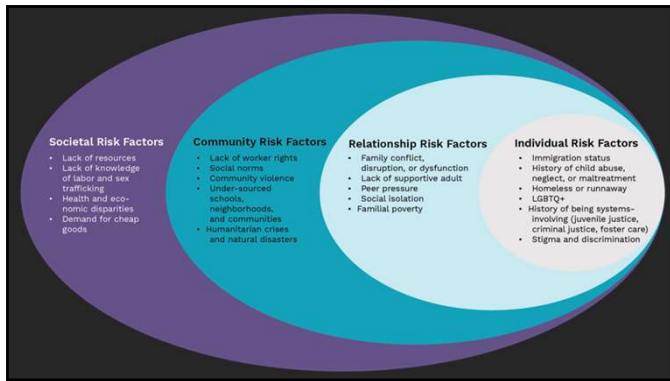 Societal Risk Factors
• Lack of resources
• Lack of knowledge
of labor and sex
trafficking
• Health and eco-
nomic disparities
• Demand for cheap
goods
Community Risk Factors
• Lack of worker rights
• Social norms
• Community violence
• Under-sourced
schools,
neighborhoods,
and communities
• Humanitarian crises
and natural disasters
Relationship Risk Factors
• Family conflict,
disruption, or dysfunction
• Lack of supportive adult
• Peer pressure
• Social isolation
• Familial poverty
Individual Risk Factors
• Immigration status
• History of child abuse,
neglect, or maltreatment
• Homeless or runaway
• LGBTQ+
• History of being systems-
involving (juvenile justice,
criminal justice, foster care)
• Stigma and discrimination